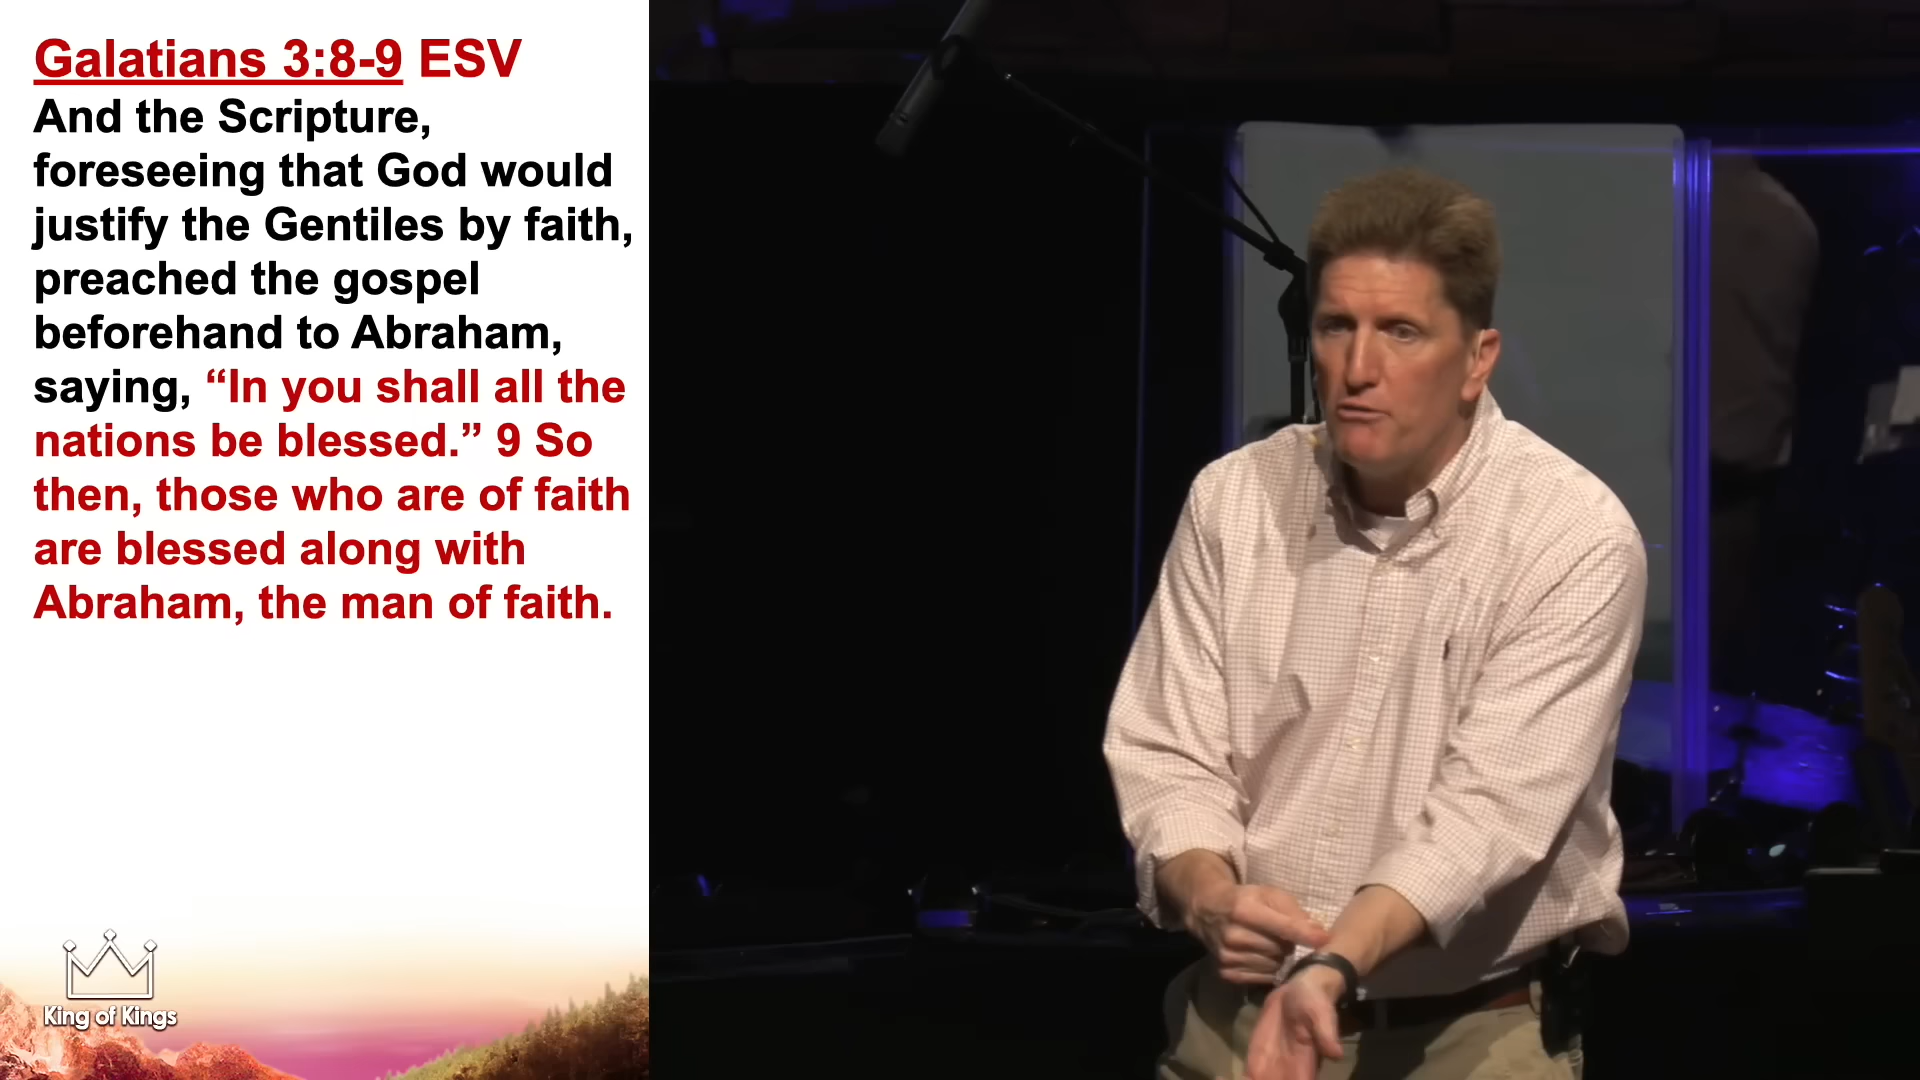 Galatians 3:8-9 ESV
And the Scripture,
foreseeing that God would
justify the Gentiles by faith,
preached the gospel
beforehand to Abraham,
saying, “In you shall all the
nations be blessed.” 9 So
then, those who are of faith
are blessed along with
Abraham, the man of faith.
King of Kings